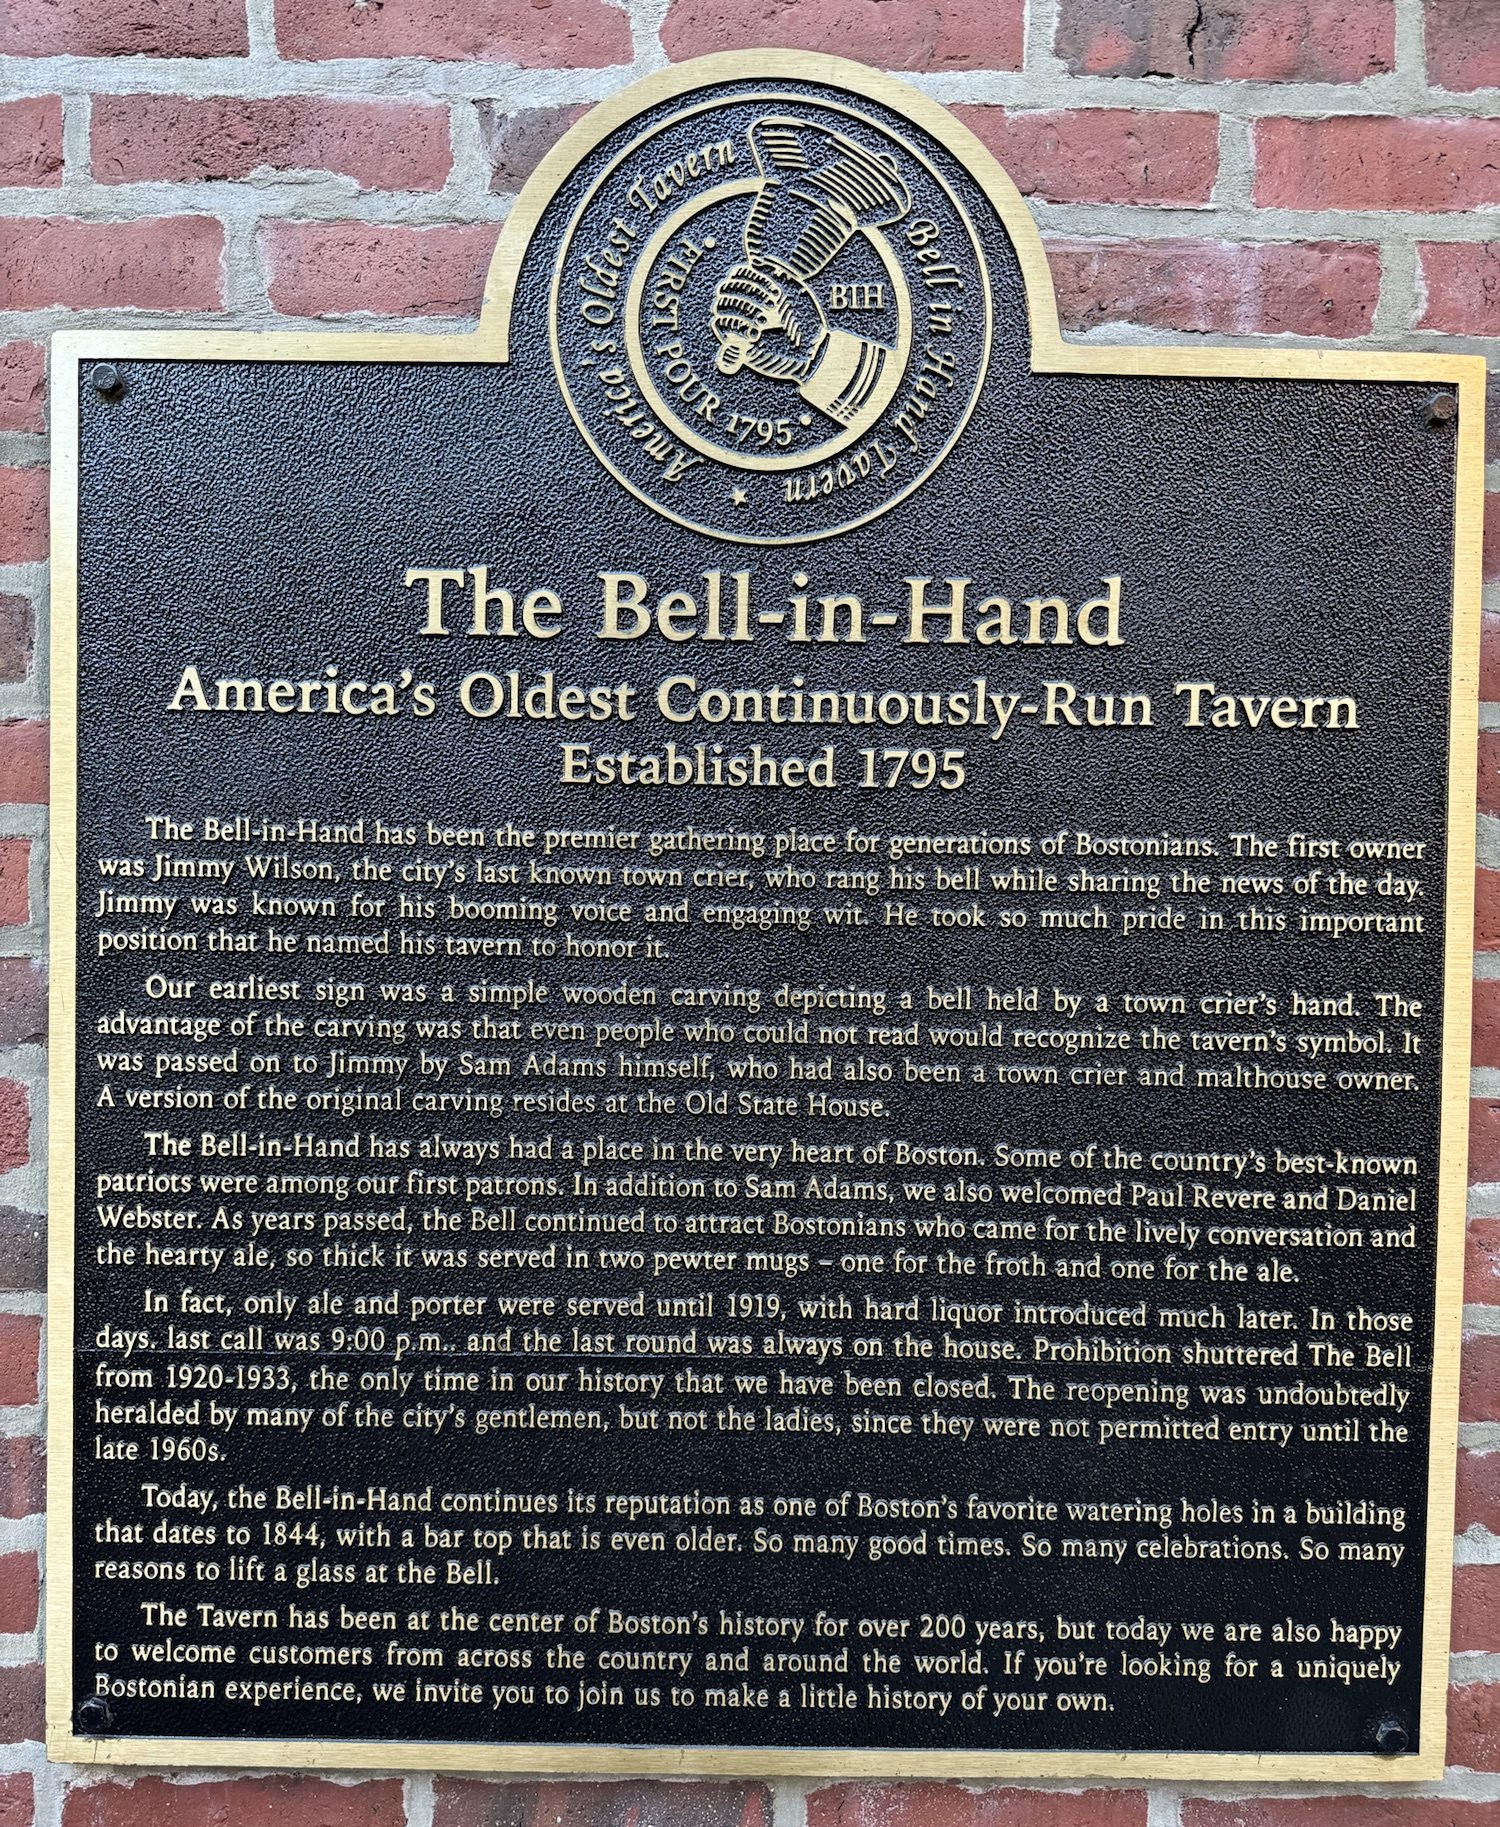 America's Oldest Tavern
Bell in Hand Tavern
FIRST POUR 1795
BIH
The Bell-in-Hand
America's Oldest Continuously-Run Tavern
Established 1795
The Bell-in-Hand has been the premier gathering place for generations of Bostonians. The first owner
was Jimmy Wilson, the city's last known town crier, who rang his bell while sharing the news of the day.
Jimmy was known for his booming voice and engaging wit. He took so much pride in this important
position that he named his tavern to honor it.
Our earliest sign was a simple wooden carving depicting a bell held by a town crier's hand. The
advantage of the carving was that even people who could not read would recognize the tavern's symbol. It
was passed on to Jimmy by Sam Adams himself, who had also been a town crier and malthouse owner.
A version of the original carving resides at the Old State House.
The Bell-in-Hand has always had a place in the very heart of Boston. Some of the country's best-known
patriots were among our first patrons. In addition to Sam Adams, we also welcomed Paul Revere and Daniel
Webster. As years passed, the Bell continued to attract Bostonians who came for the lively conversation and
the hearty ale, so thick it was served in two pewter mugs – one for the froth and one for the ale.
In fact, only ale and porter were served until 1919, with hard liquor introduced much later. In those
days, last call was 9:00 p.m., and the last round was always on the house. Prohibition shuttered The Bell
from 1920-1933, the only time in our history that we have been closed. The reopening was undoubtedly
heralded by many of the city's gentlemen, but not the ladies, since they were not permitted entry until the
late 1960s.
Today, the Bell-in-Hand continues its reputation as one of Boston's favorite watering holes in a building
that dates to 1844, with a bar top that is even older. So many good times. So many celebrations. So many
reasons to lift a glass at the Bell.
The Tavern has been at the center of Boston's history for over 200 years, but today we are also happy
to welcome customers from across the country and around the world. If you're looking for a uniquely
Bostonian experience, we invite you to join us to make a little history of your own.